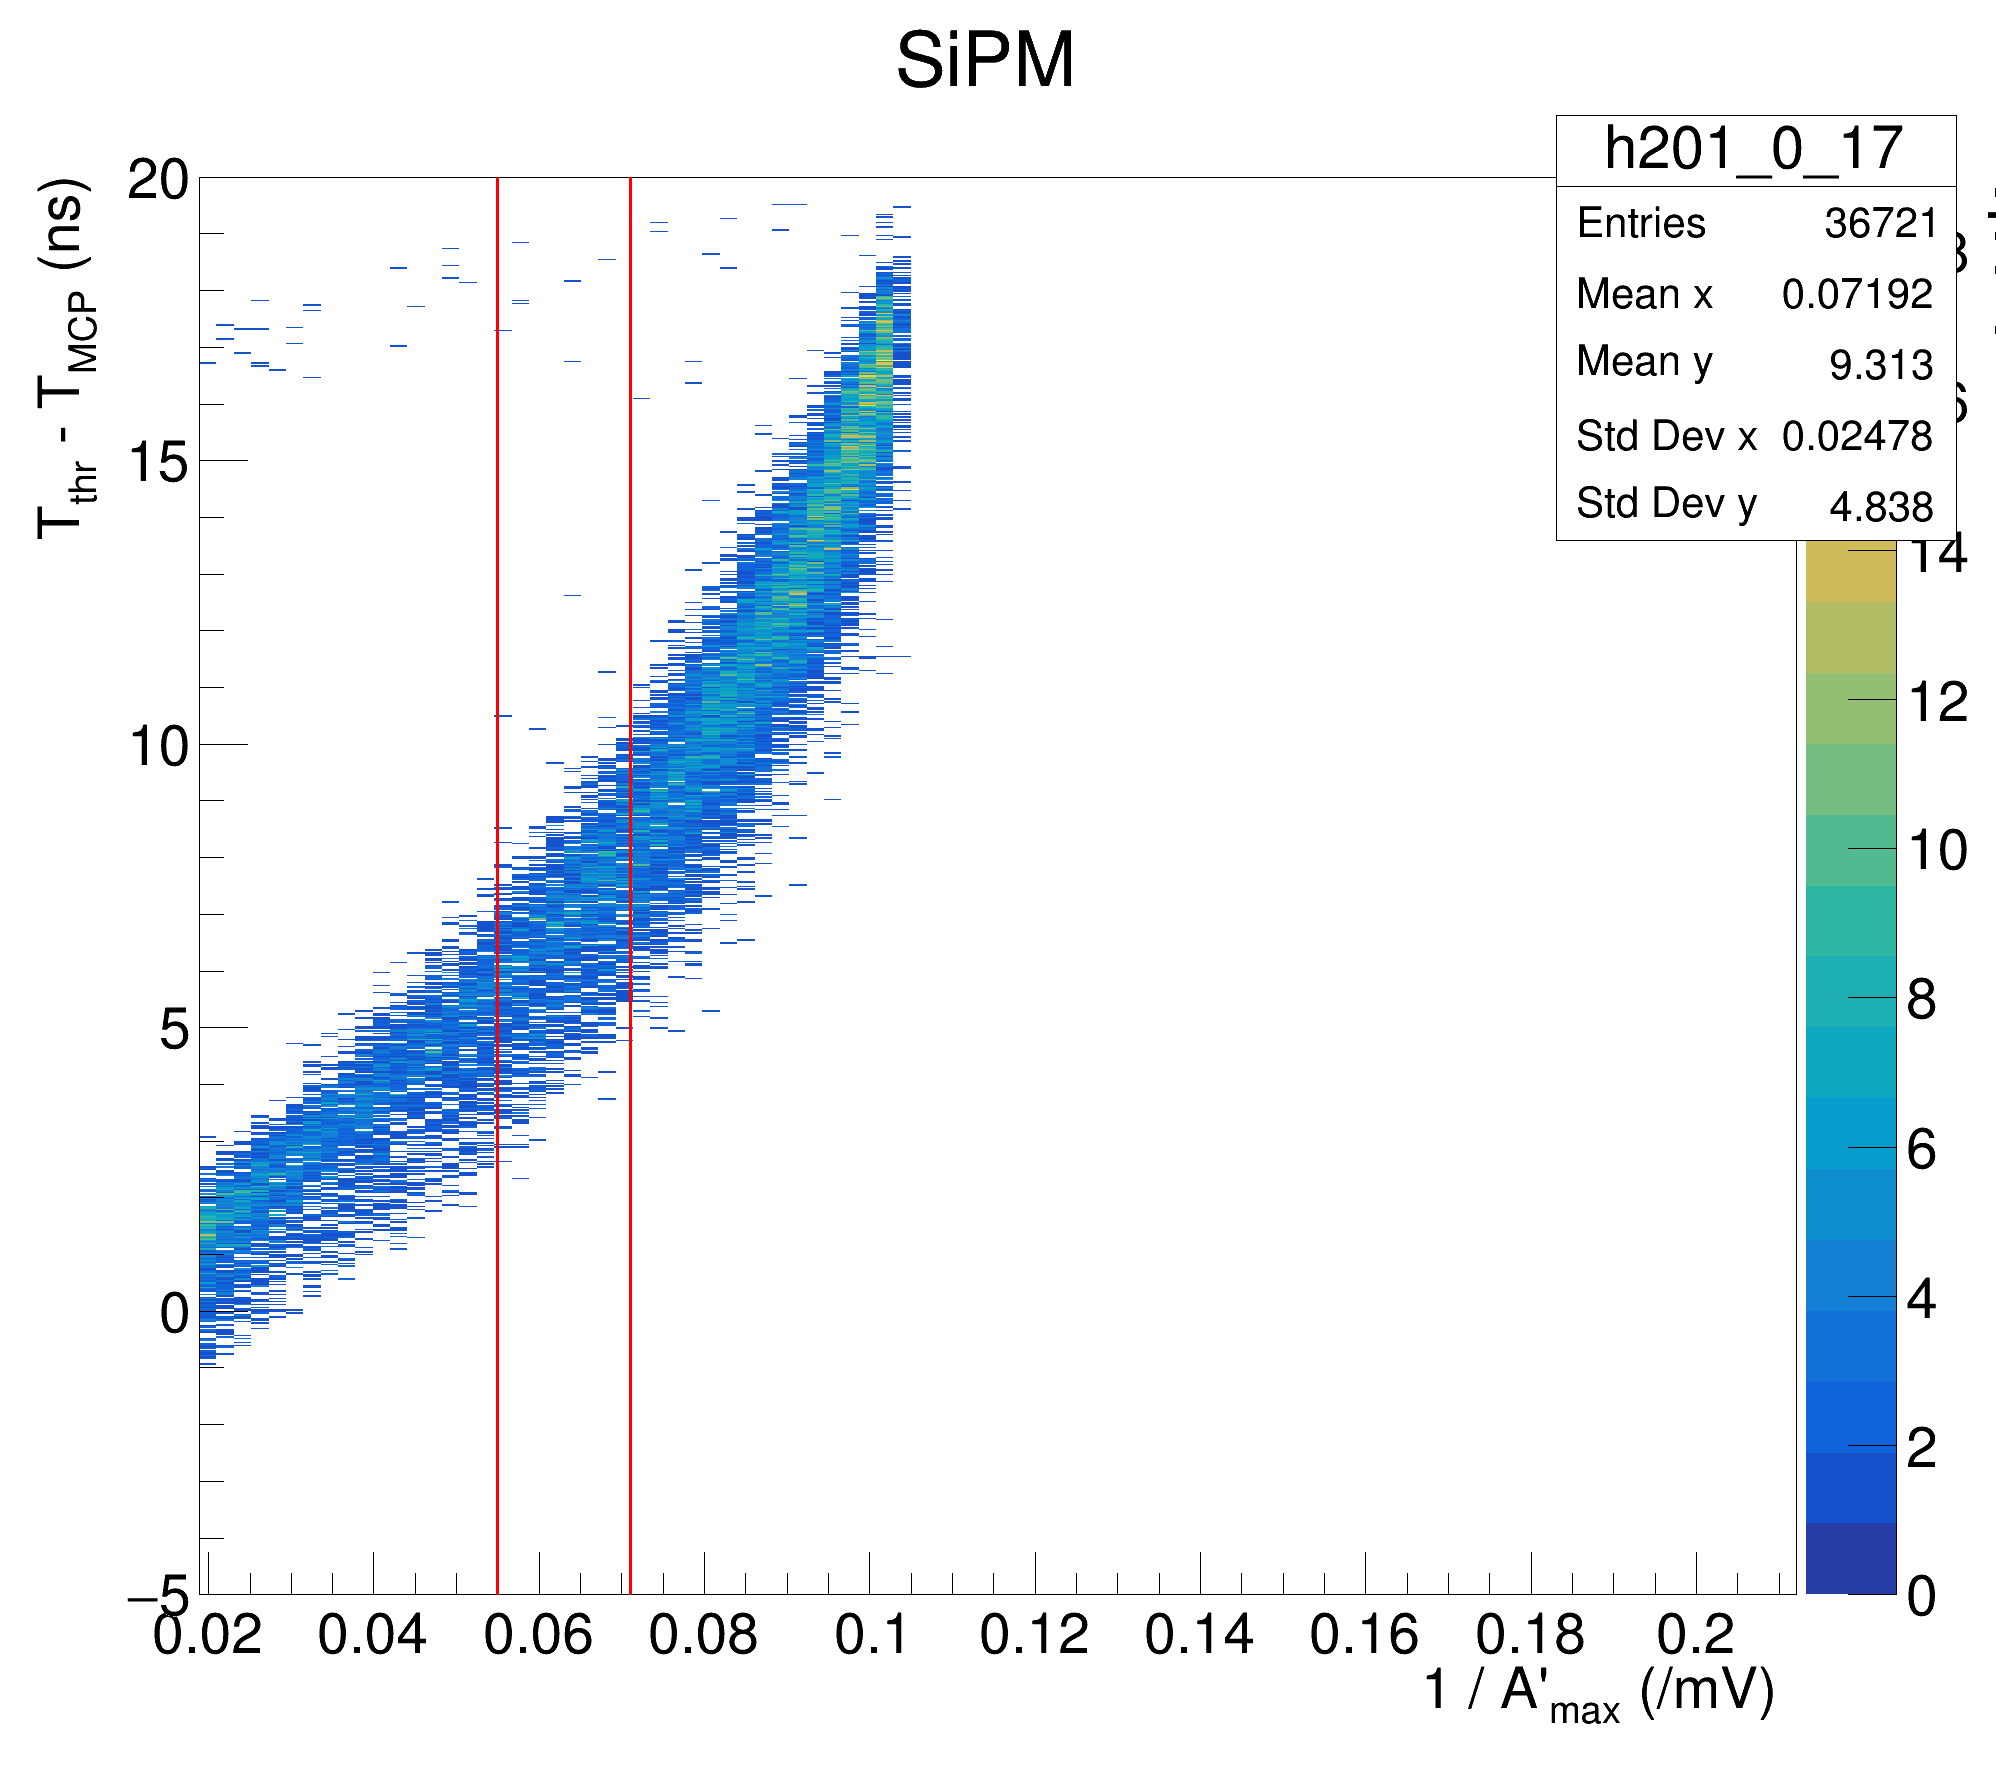 SiPM
h201_0_17
Entries 36721
Mean x 0.07192
Mean y 9.313
Std Dev x 0.02478
Std Dev y 4.838
T_thr - T_MCP (ns)
20
15
10
5
0
−5
0.02 0.04 0.06 0.08 0.1 0.12 0.14 0.16 0.18 0.2
1 / A'_max (/mV)
14
12
10
8
6
4
2
0